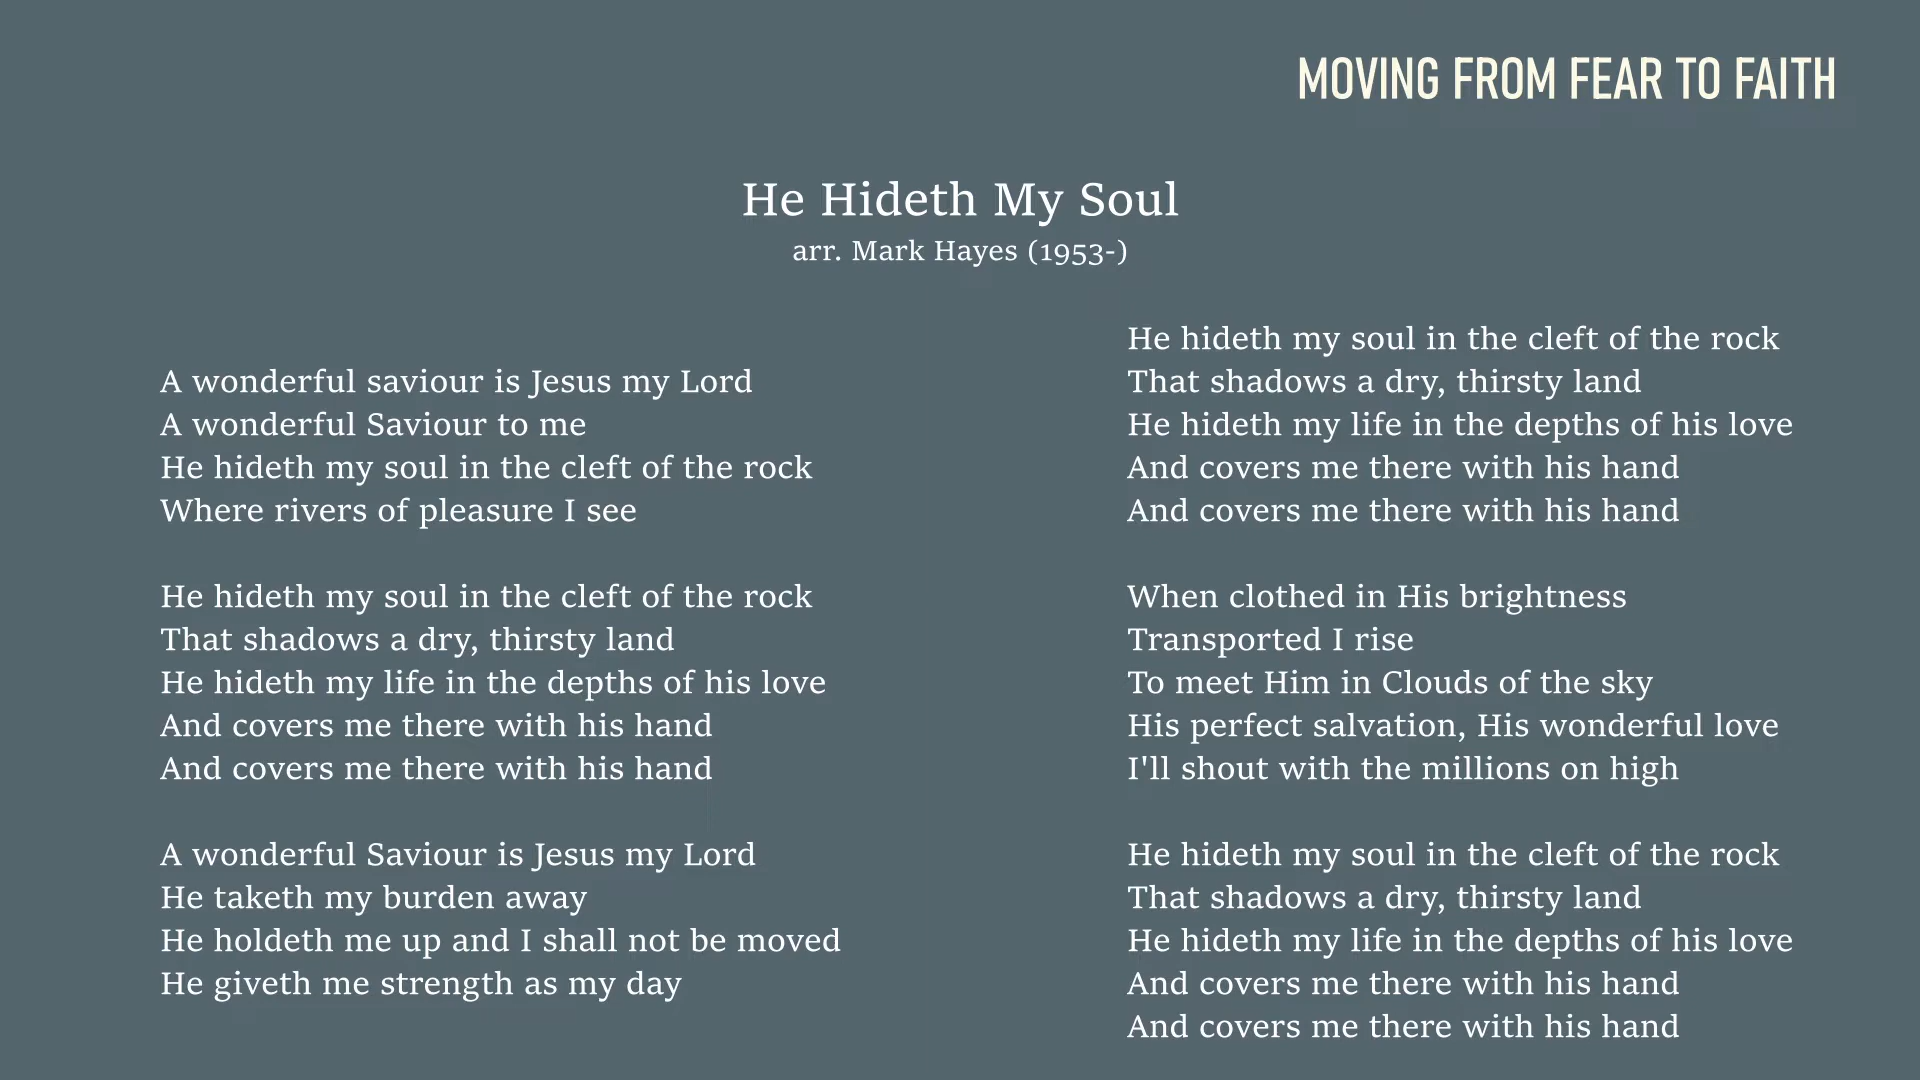 MOVING FROM FEAR TO FAITH
He Hideth My Soul
arr. Mark Hayes (1953-)
A wonderful saviour is Jesus my Lord
A wonderful Saviour to me
He hideth my soul in the cleft of the rock
Where rivers of pleasure I see
He hideth my soul in the cleft of the rock
That shadows a dry, thirsty land
He hideth my life in the depths of his love
And covers me there with his hand
And covers me there with his hand
A wonderful Saviour is Jesus my Lord
He taketh my burden away
He holdeth me up and I shall not be moved
He giveth me strength as my day
He hideth my soul in the cleft of the rock
That shadows a dry, thirsty land
He hideth my life in the depths of his love
And covers me there with his hand
And covers me there with his hand
When clothed in His brightness
Transported I rise
To meet Him in Clouds of the sky
His perfect salvation, His wonderful love
I'll shout with the millions on high
He hideth my soul in the cleft of the rock
That shadows a dry, thirsty land
He hideth my life in the depths of his love
And covers me there with his hand
And covers me there with his hand